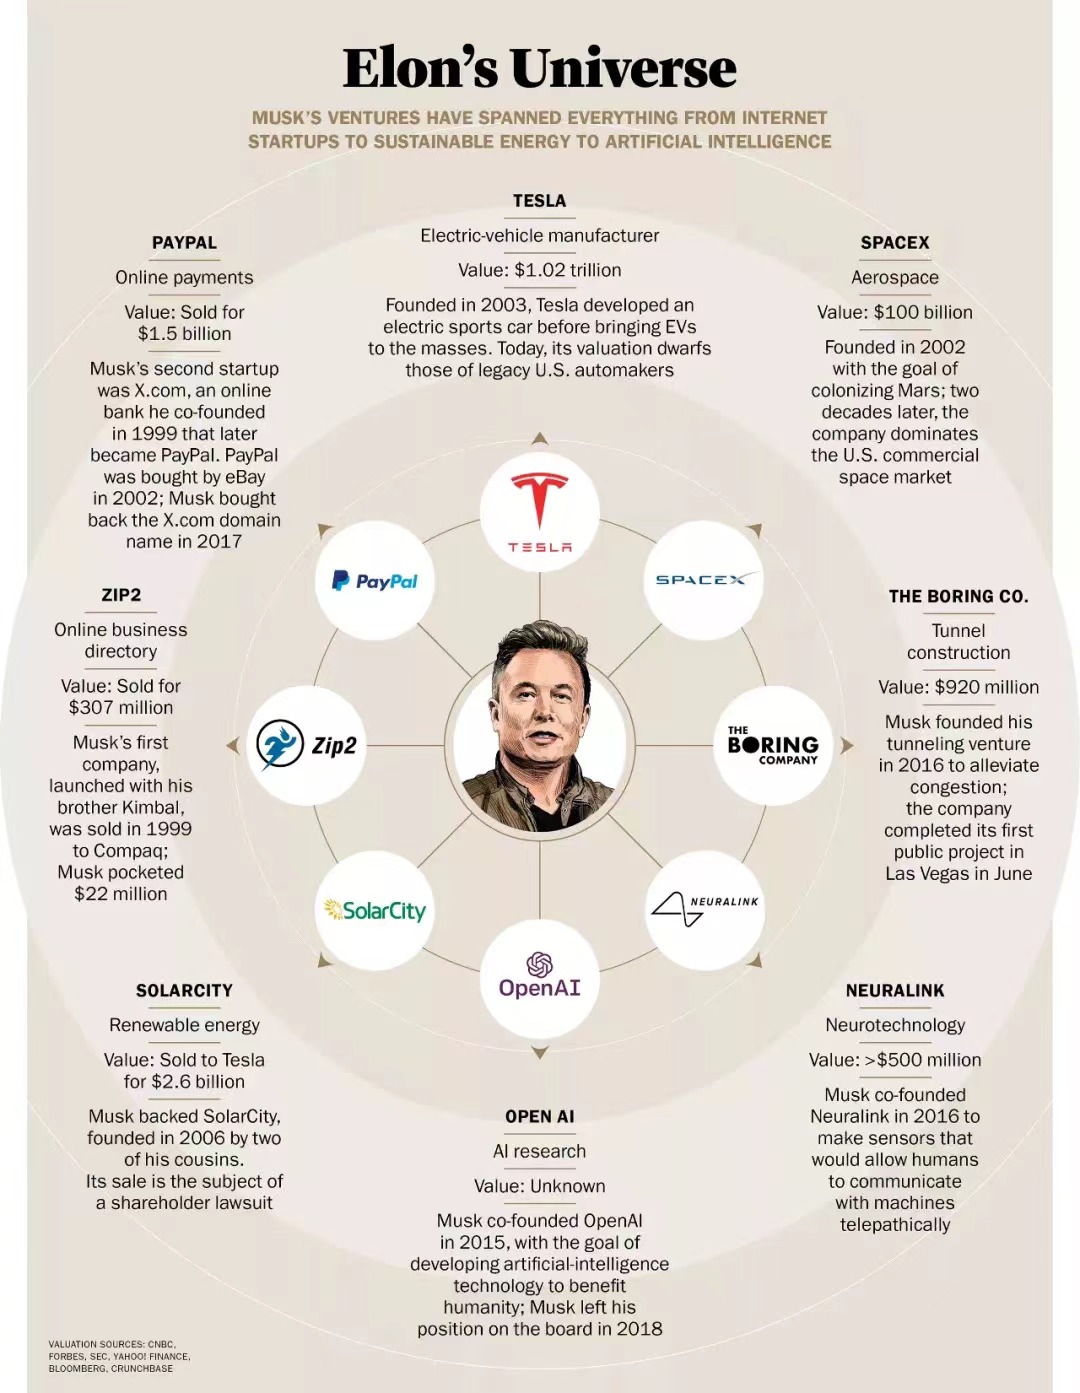 Elon's Universe
MUSK'S VENTURES HAVE SPANNED EVERYTHING FROM INTERNET
STARTUPS TO SUSTAINABLE ENERGY TO ARTIFICIAL INTELLIGENCE
TESLA
Electric-vehicle manufacturer
Value: $1.02 trillion
Founded in 2003, Tesla developed an
electric sports car before bringing EVs
to the masses. Today, its valuation dwarfs
those of legacy U.S. automakers
PAYPAL
Online payments
Value: Sold for
$1.5 billion
Musk's second startup
was X.com, an online
bank he co-founded
in 1999 that later
became PayPal. PayPal
was bought by eBay
in 2002; Musk bought
back the X.com domain
name in 2017
SPACEX
Aerospace
Value: $100 billion
Founded in 2002
with the goal of
colonizing Mars; two
decades later, the
company dominates
the U.S. commercial
space market
TESLA
PayPal
SPACEX
ZIP2
Online business
directory
Value: Sold for
$307 million
Musk's first
company,
launched with his
brother Kimbal,
was sold in 1999
to Compaq;
Musk pocketed
$22 million
Zip2
THE
BORING
COMPANY
THE BORING CO.
Tunnel
construction
Value: $920 million
Musk founded his
tunneling venture
in 2016 to alleviate
congestion;
the company
completed its first
public project in
Las Vegas in June
SolarCity
NEURALINK
OpenAI
SOLARCITY
Renewable energy
Value: Sold to Tesla
for $2.6 billion
Musk backed SolarCity,
founded in 2006 by two
of his cousins.
Its sale is the subject of
a shareholder lawsuit
OPEN AI
AI research
Value: Unknown
Musk co-founded OpenAI
in 2015, with the goal of
developing artificial-intelligence
technology to benefit
humanity; Musk left his
position on the board in 2018
NEURALINK
Neurotechnology
Value: >$500 million
Musk co-founded
Neuralink in 2016 to
make sensors that
would allow humans
to communicate
with machines
telepathically
VALUATION SOURCES: CNBC,
FORBES, SEC, YAHOO! FINANCE,
BLOOMBERG, CRUNCHBASE